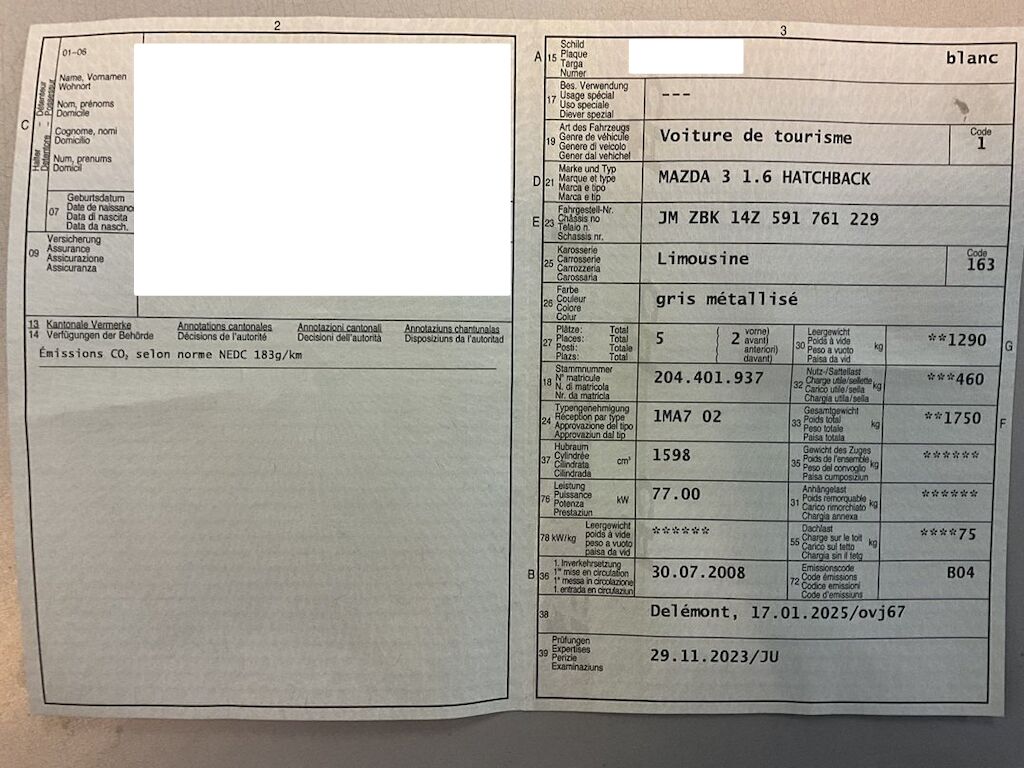 2
01–06
Name, Vornamen
Wohnort
Nom, prénoms
Domicile
Cognome, nomi
Domicilio
Num, prenums
Domicil
C
Halter - Détenteur
Detentore - Possessur
07
Geburtsdatum
Date de naissance
Data di nascita
Data da nasch.
09
Versicherung
Assurance
Assicurazione
Assicuranza
13 Kantonale Vermerke Annotations cantonales Annotazioni cantonali Annotaziuns chantunalas
14 Verfügungen der Behörde Décisions de l'autorité Decisioni dell'autorità Disposiziuns da l'autoritad
Émissions CO₂ selon norme NEDC 183g/km
3
A 15
Schild
Plaque
Targa
Numer
blanc
17
Bes. Verwendung
Usage spécial
Uso speciale
Diever spezial
---
19
Art des Fahrzeugs
Genre de véhicule
Genere di veicolo
Gener dal vehichel
Voiture de tourisme
Code
1
D 21
Marke und Typ
Marque et type
Marca e tipo
Marca e tip
MAZDA 3 1.6 HATCHBACK
E 23
Fahrgestell-Nr.
Châssis no
Telaio n.
Schassis nr.
JM ZBK 14Z 591 761 229
25
Karosserie
Carrosserie
Carrozzeria
Carossaria
Limousine
Code
163
26
Farbe
Couleur
Colore
Colur
gris métallisé
27
Plätze: Total
Places: Total
Posti: Totale
Plazs: Total
5
( 2 vorne)
avant)
anteriori)
davant)
30
Leergewicht
Poids à vide
Peso a vuoto
Paisa da vid
kg
**1290
G
18
Stammnummer
N° matricule
N. di matricola
Nr. da matricla
204.401.937
32
Nutz-/Sattellast
Charge utile/sellette
Carico utile/sella
Chargia utila/sella
kg
***460
24
Typengenehmigung
Réception par type
Approvazione del tipo
Approvaziun dal tip
1MA7 02
33
Gesamtgewicht
Poids total
Peso totale
Paisa totala
kg
**1750
F
37
Hubraum
Cylindrée
Cilindrata
Cilindrada
cm³
1598
35
Gewicht des Zuges
Poids de l'ensemble
Peso del convoglio
Paisa cumposiziun
kg
******
76
Leistung
Puissance
Potenza
Prestaziun
kW
77.00
31
Anhängelast
Poids remorquable
Carico rimorchiato
Chargia annexa
kg
******
78 kW/kg
Leergewicht
poids à vide
peso a vuoto
paisa da vid
******
55
Dachlast
Charge sur le toit
Carico sul tetto
Chargia sin il tetg
kg
****75
B 36
1. Inverkehrsetzung
1re mise en circulation
1a messa in circolazione
1. entrada en circulaziun
30.07.2008
72
Emissionscode
Code émissions
Codice emissioni
Code d'emissiuns
B04
38
Delémont, 17.01.2025/ovj67
39
Prüfungen
Expertises
Perizie
Examinaziuns
29.11.2023/JU